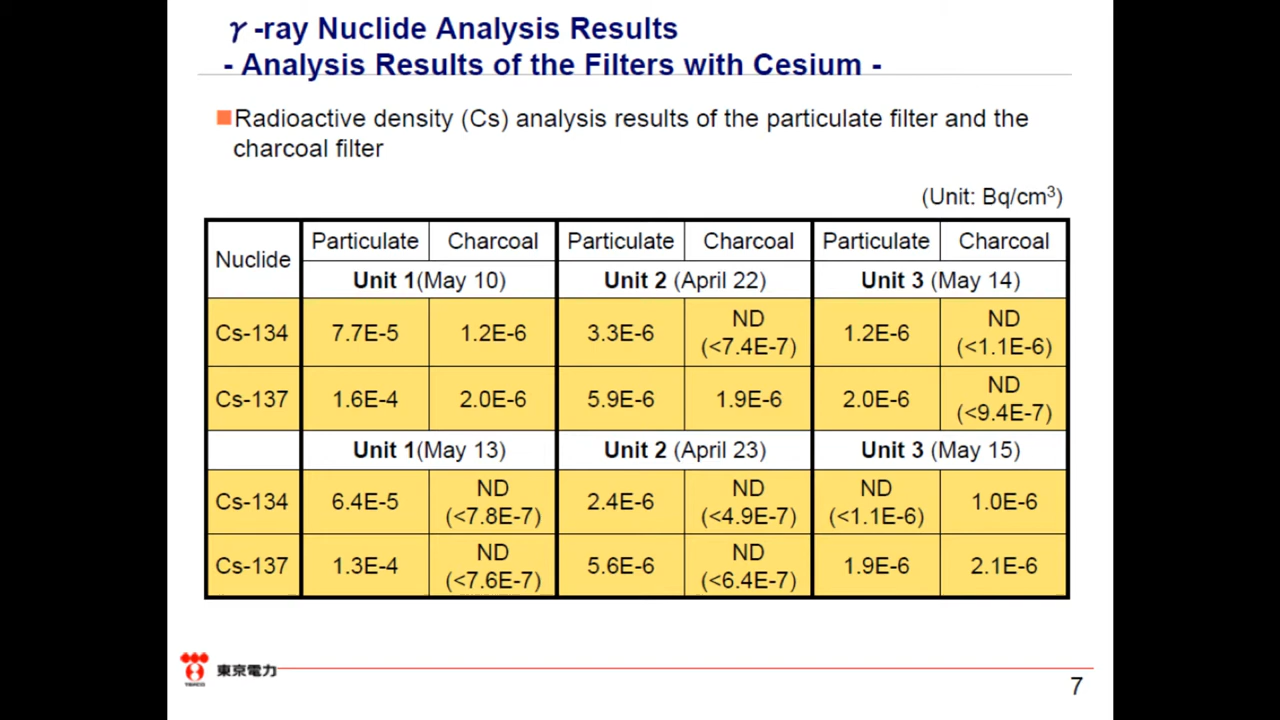 γ -ray Nuclide Analysis Results
- Analysis Results of the Filters with Cesium -
Radioactive density (Cs) analysis results of the particulate filter and the
charcoal filter
(Unit: Bq/cm³)
Nuclide Particulate Charcoal Particulate Charcoal Particulate Charcoal
Unit 1(May 10) Unit 2 (April 22) Unit 3 (May 14)
Cs-134 7.7E-5 1.2E-6 3.3E-6 ND (<7.4E-7) 1.2E-6 ND (<1.1E-6)
Cs-137 1.6E-4 2.0E-6 5.9E-6 1.9E-6 2.0E-6 ND (<9.4E-7)
Unit 1(May 13) Unit 2 (April 23) Unit 3 (May 15)
Cs-134 6.4E-5 ND (<7.8E-7) 2.4E-6 ND (<4.9E-7) ND (<1.1E-6) 1.0E-6
Cs-137 1.3E-4 ND (<7.6E-7) 5.6E-6 ND (<6.4E-7) 1.9E-6 2.1E-6
東京電力
7